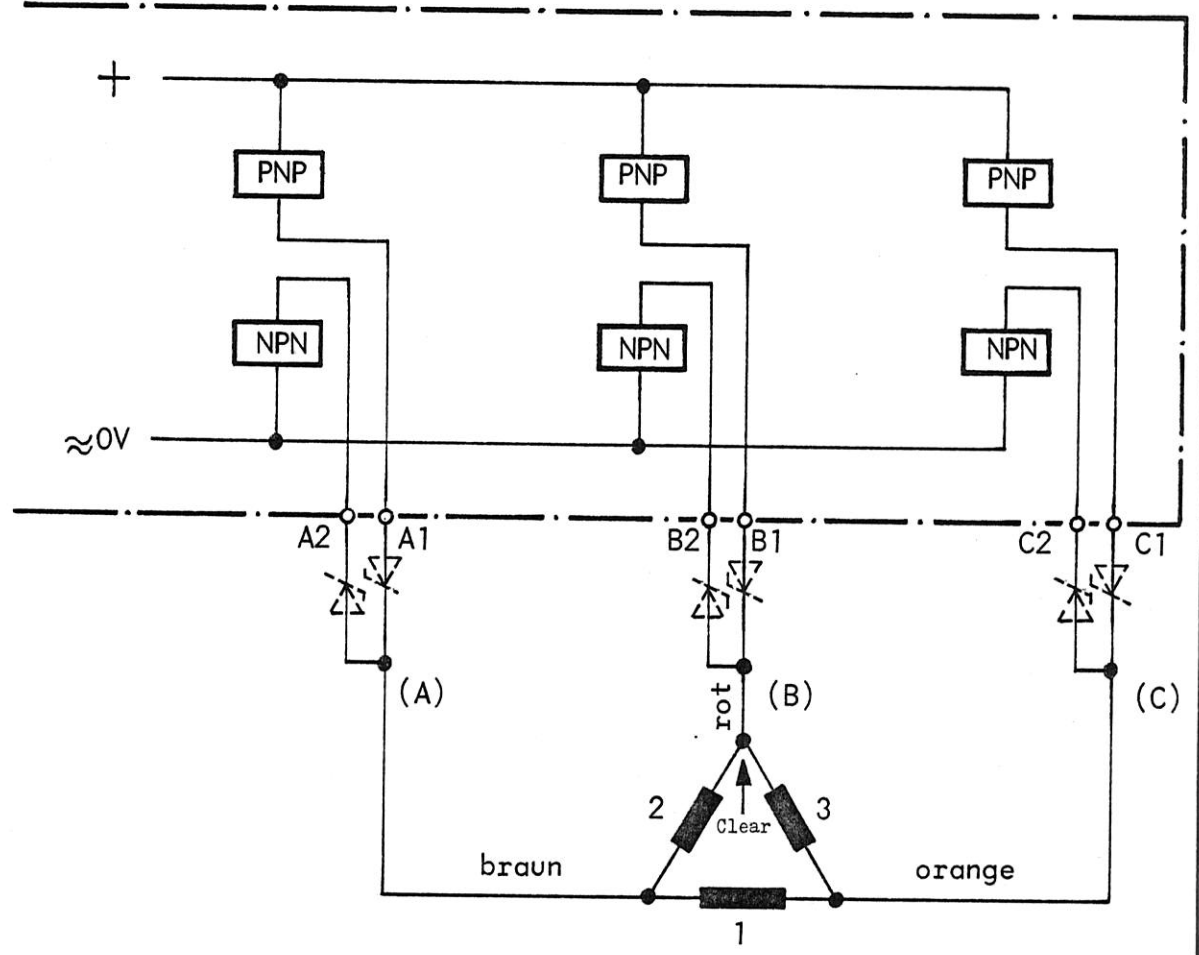 +
PNP PNP PNP
NPN NPN NPN
≈0V
A2 A1 B2 B1 C2 C1
(A) rot (B) (C)
2 3
Clear
braun orange
1